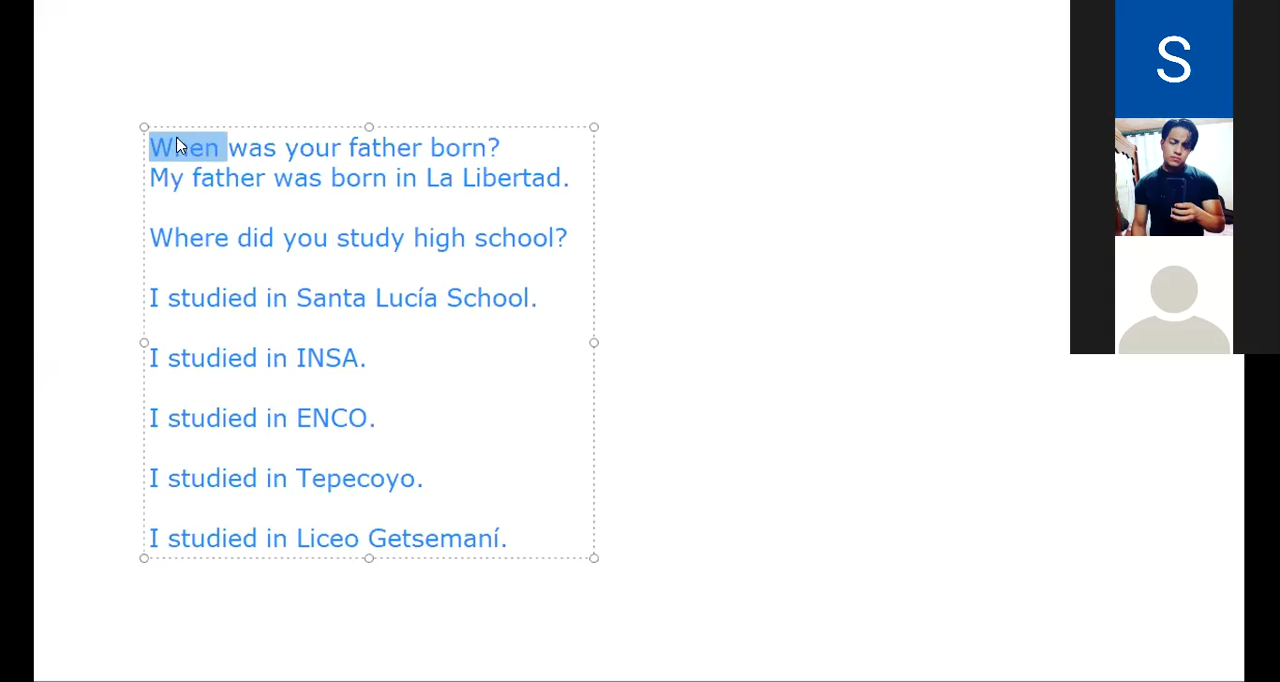 When was your father born?
My father was born in La Libertad.
Where did you study high school?
I studied in Santa Lucía School.
I studied in INSA.
I studied in ENCO.
I studied in Tepecoyo.
I studied in Liceo Getsemaní.
S